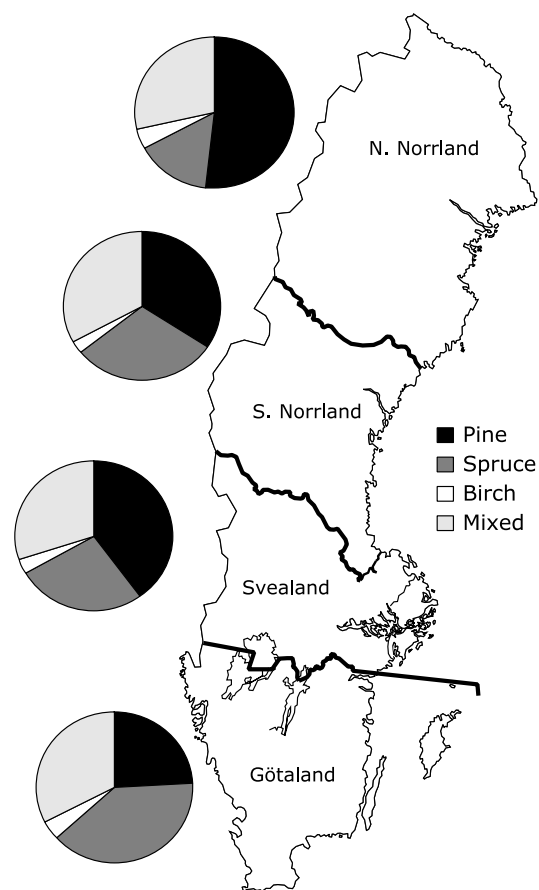 N. Norrland
S. Norrland
Pine
Spruce
Birch
Mixed
Svealand
Götaland